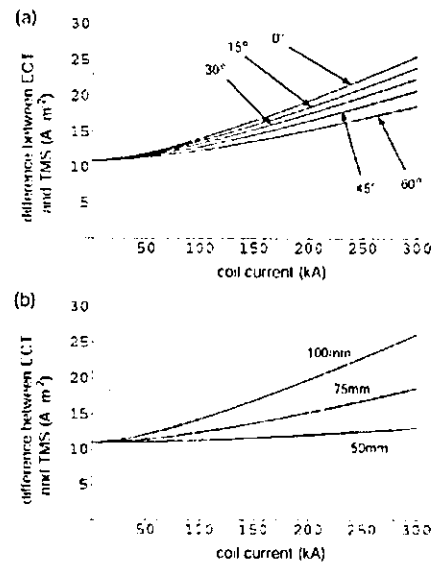 (a)
difference between ECT
and TMS (A m⁻²)
30
25
20
15
10
5
0°
15°
30°
45°
60°
50 100 150 200 250 300
coil current (kA)
(b)
difference between ECT
and TMS (A m⁻²)
30
25
20
15
10
5
100mm
75mm
50mm
50 100 150 200 250 300
coil current (kA)